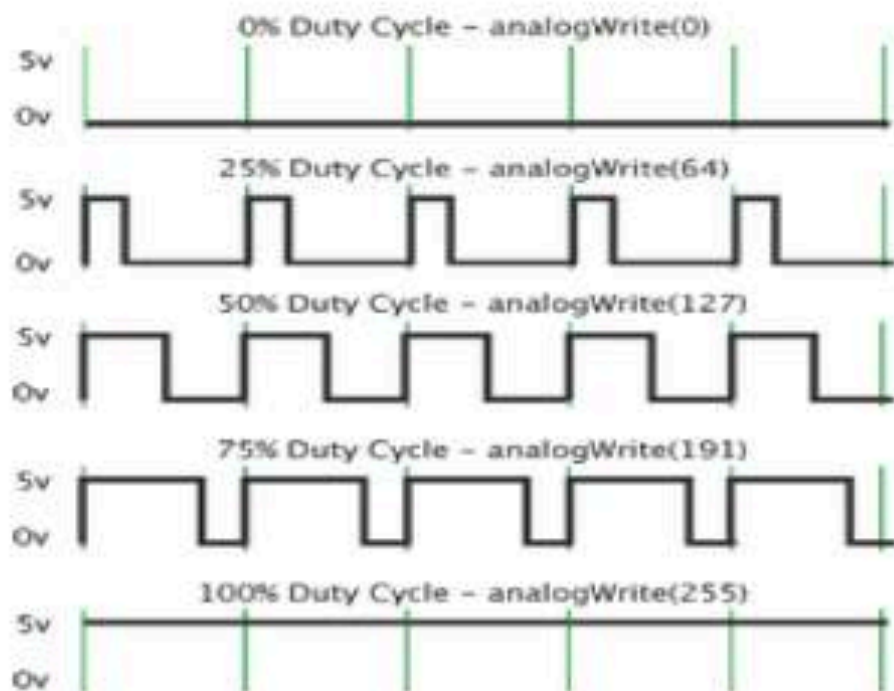 0% Duty Cycle – analogWrite(0)
5v
0v
25% Duty Cycle – analogWrite(64)
5v
0v
50% Duty Cycle – analogWrite(127)
5v
0v
75% Duty Cycle – analogWrite(191)
5v
0v
100% Duty Cycle – analogWrite(255)
5v
0v